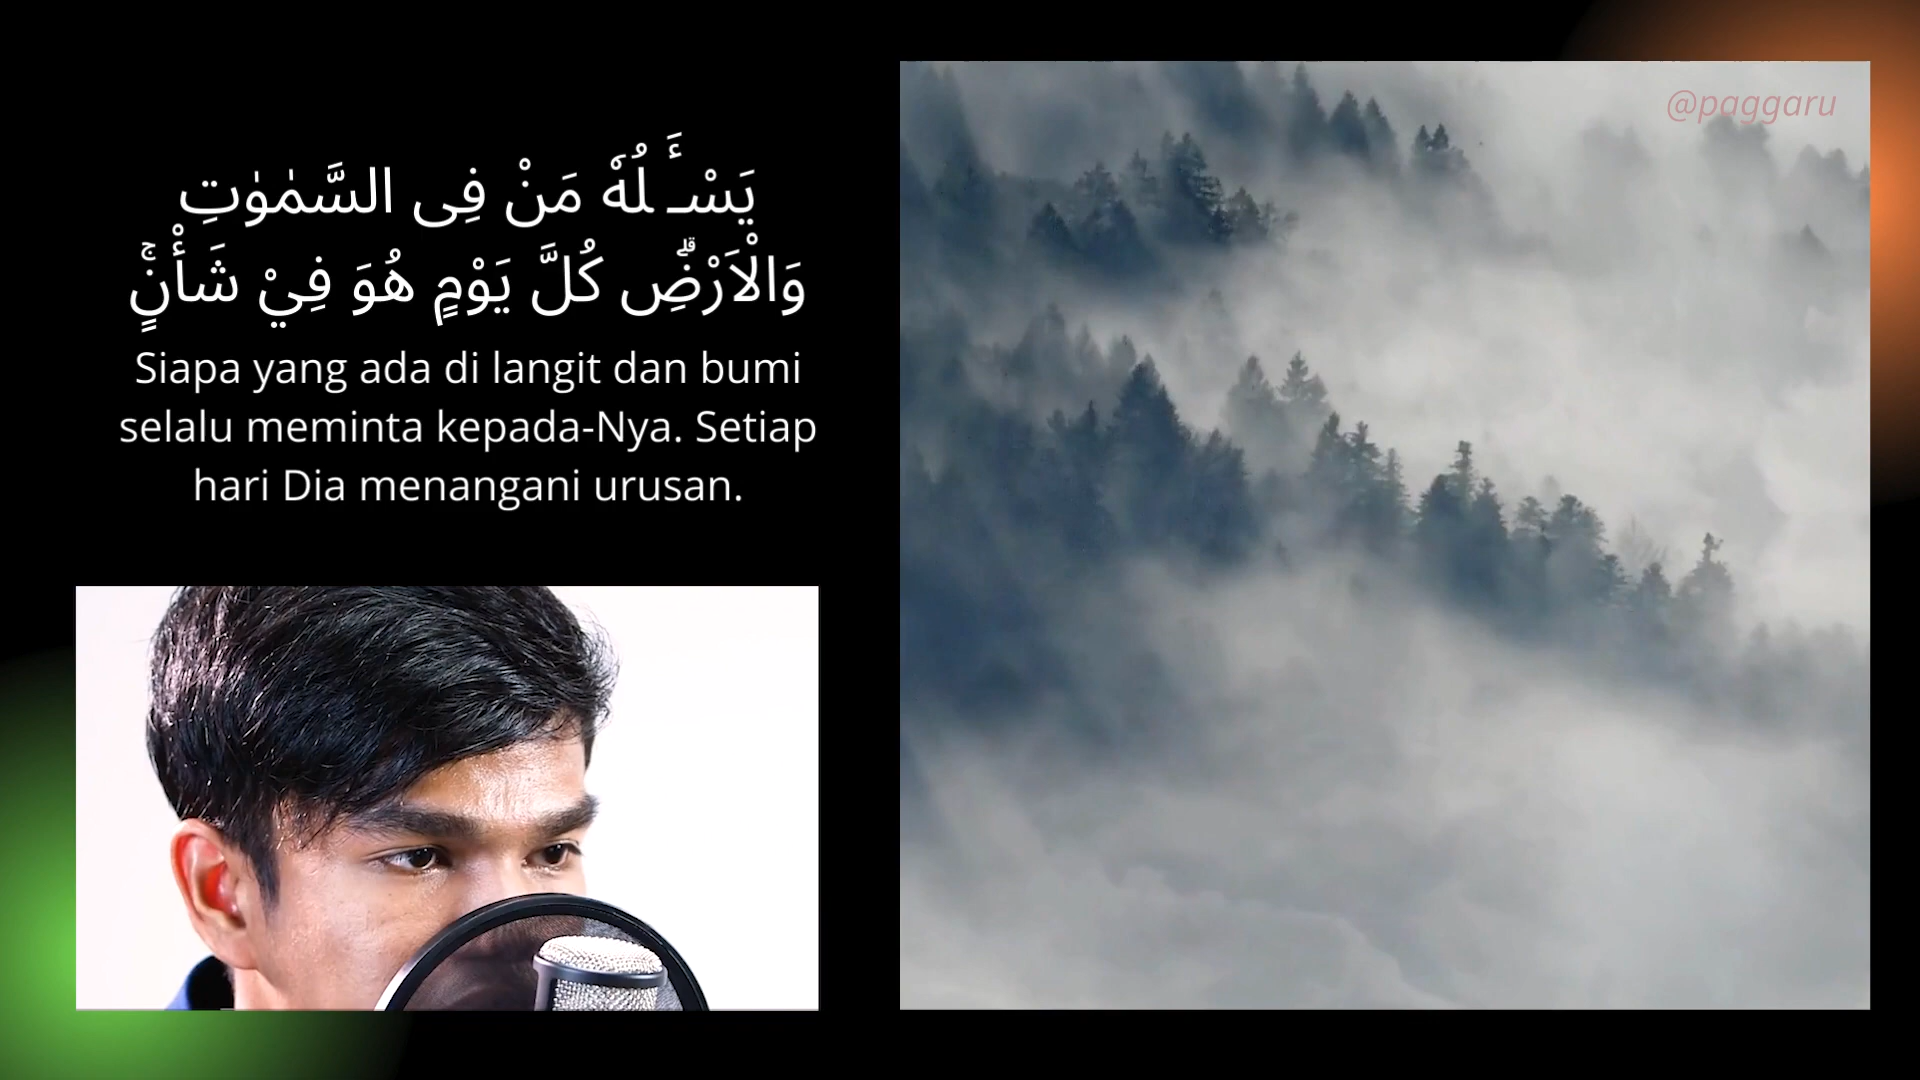 يَسْـَٔلُهٗ مَنْ فِى السَّمٰوٰتِ
وَالْاَرْضِۗ كُلَّ يَوْمٍ هُوَ فِيْ شَأْنٍۚ
Siapa yang ada di langit dan bumi
selalu meminta kepada-Nya. Setiap
hari Dia menangani urusan.
@paggaru